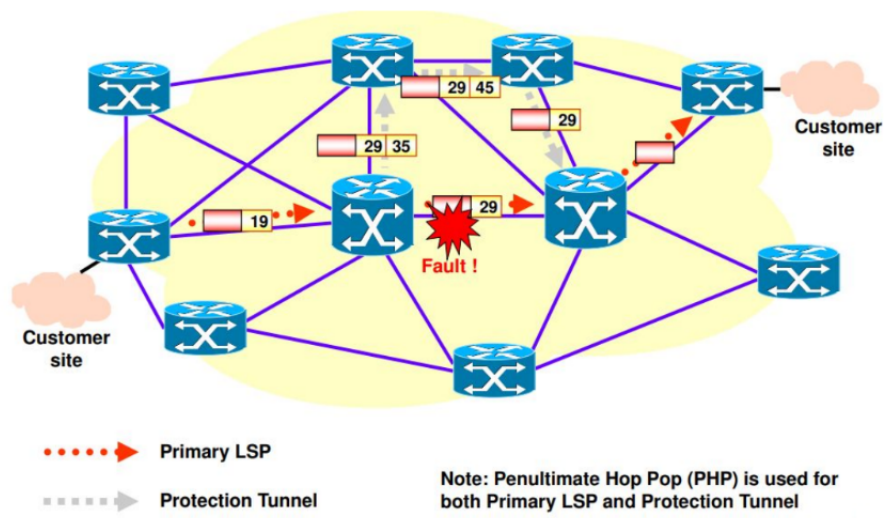 29 45
29
Customer
site
29 35
19
29
Fault !
Customer
site
Primary LSP
Protection Tunnel
Note: Penultimate Hop Pop (PHP) is used for
both Primary LSP and Protection Tunnel